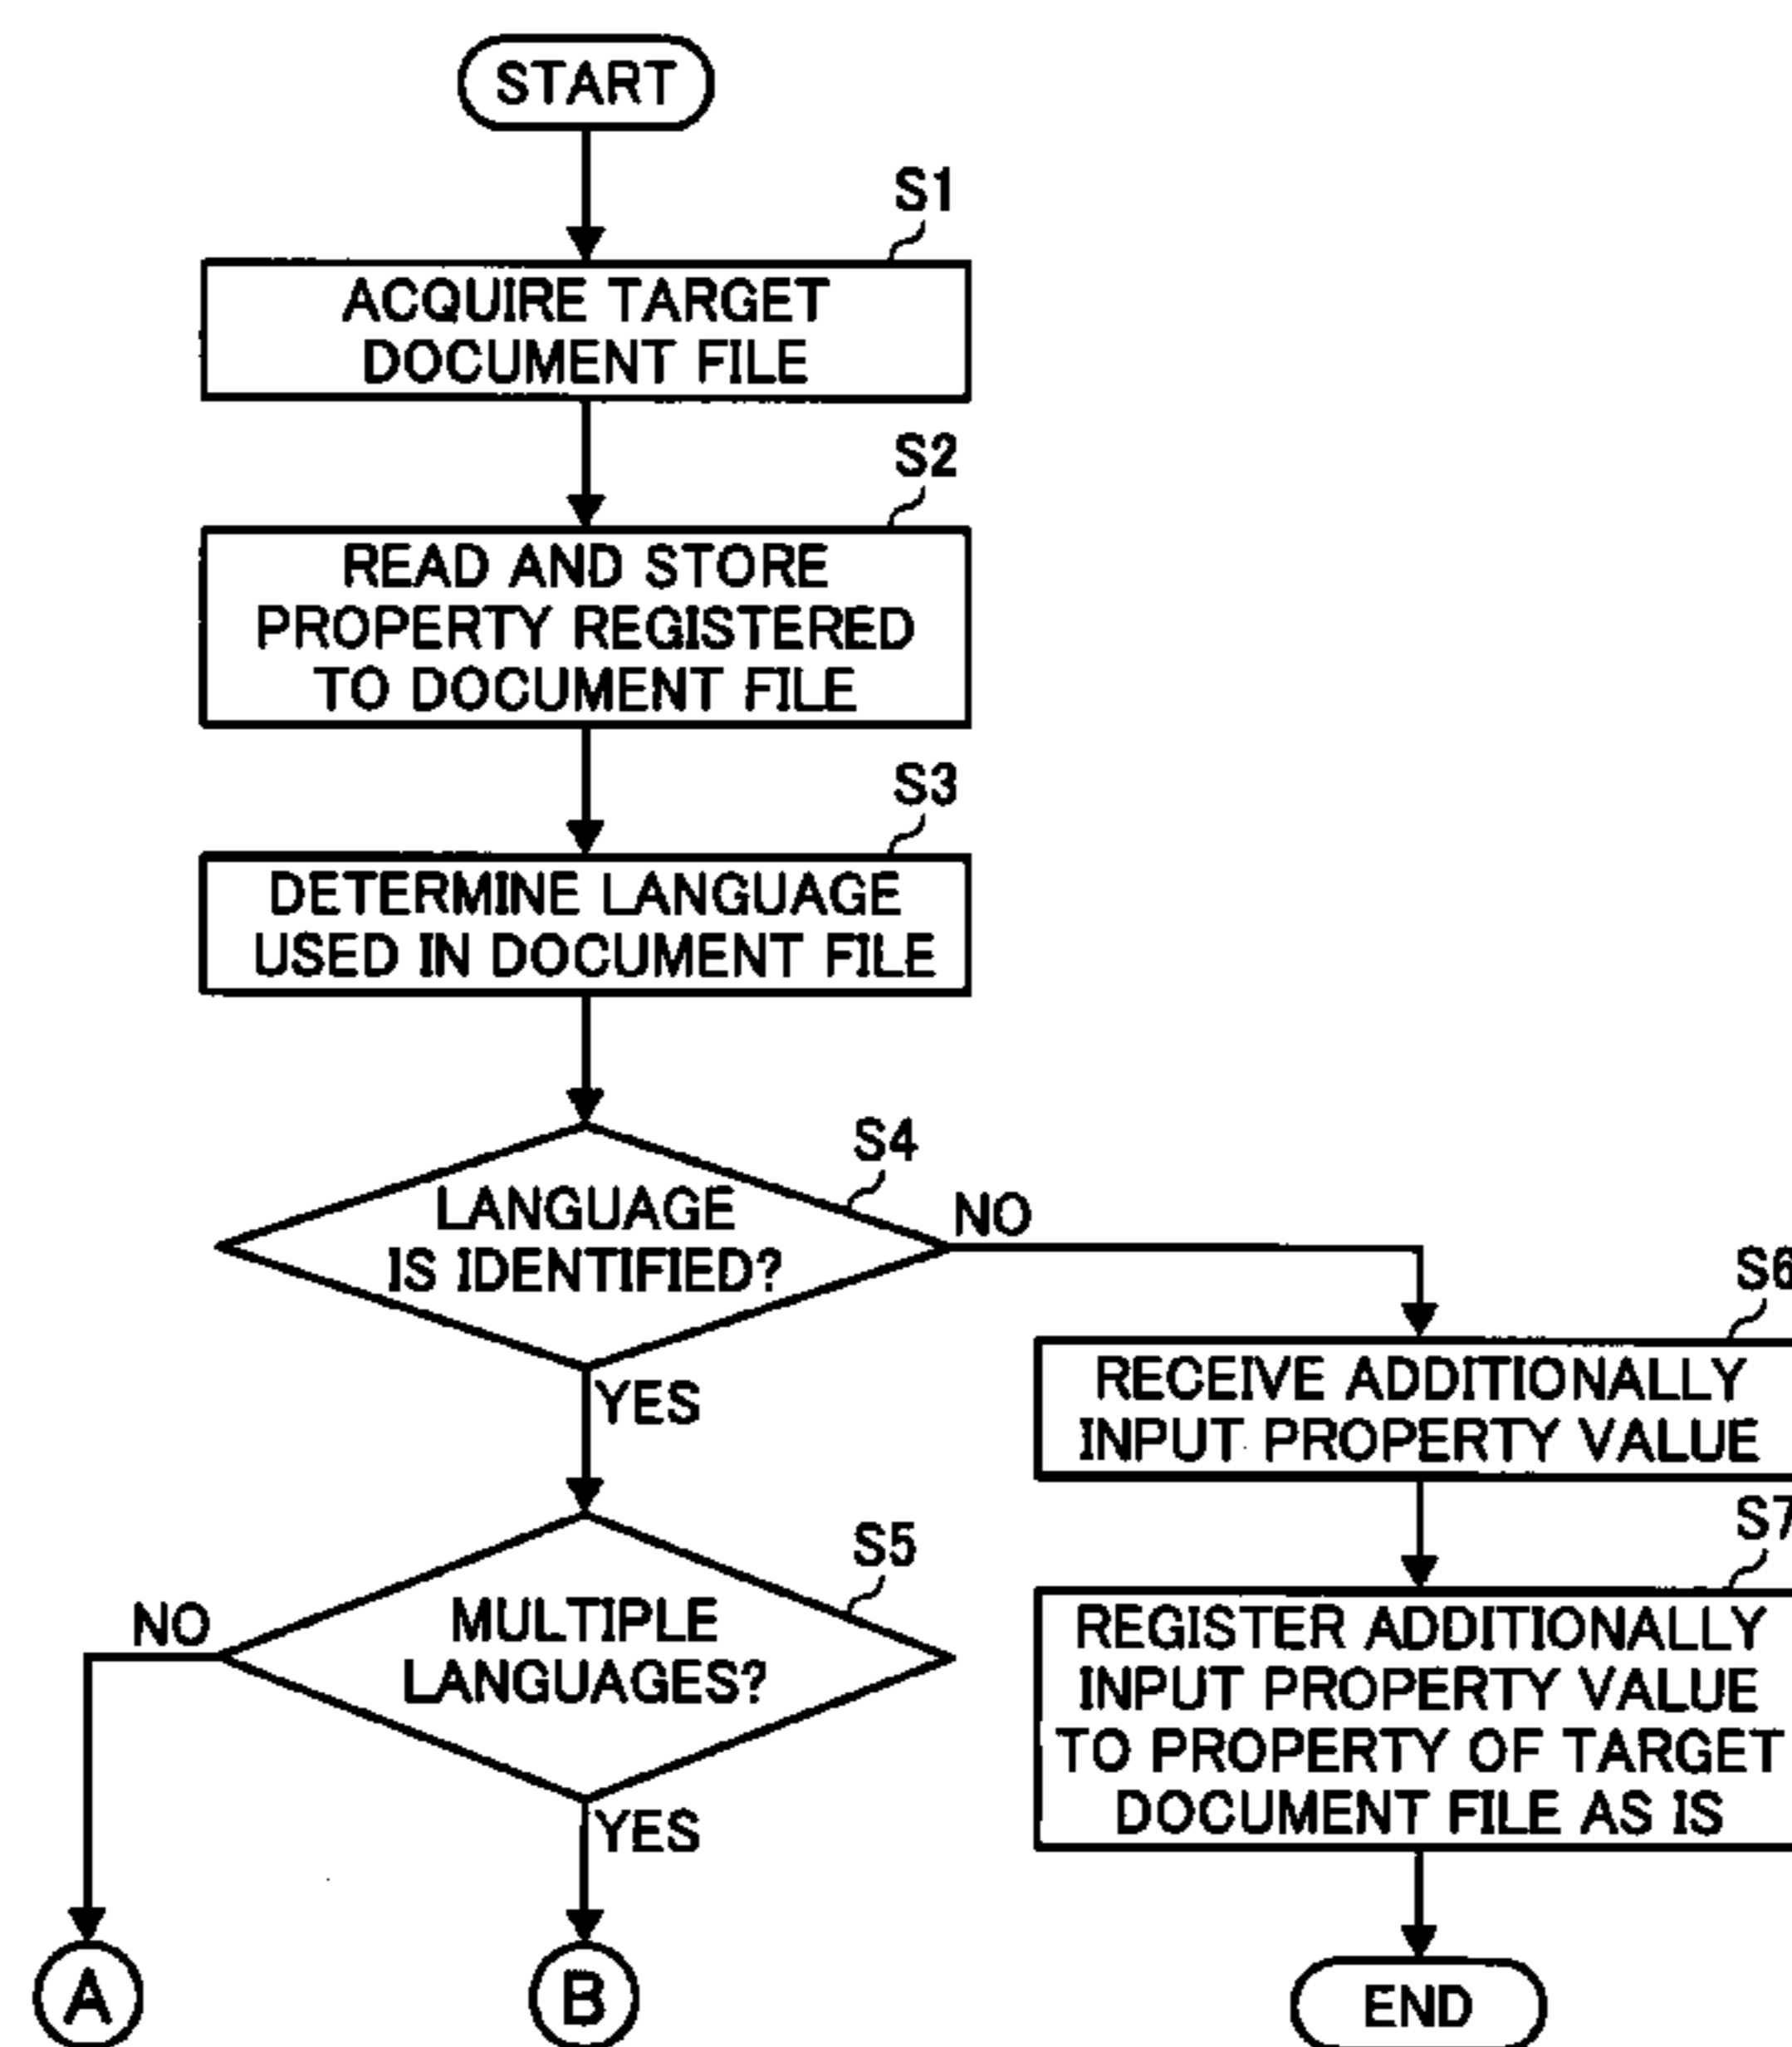 START
S1
ACQUIRE TARGET
DOCUMENT FILE
S2
READ AND STORE
PROPERTY REGISTERED
TO DOCUMENT FILE
S3
DETERMINE LANGUAGE
USED IN DOCUMENT FILE
S4
LANGUAGE
IS IDENTIFIED?
NO
YES
S6
RECEIVE ADDITIONALLY
INPUT PROPERTY VALUE
S5
MULTIPLE
LANGUAGES?
NO
YES
S7
REGISTER ADDITIONALLY
INPUT PROPERTY VALUE
TO PROPERTY OF TARGET
DOCUMENT FILE AS IS
A
B
END